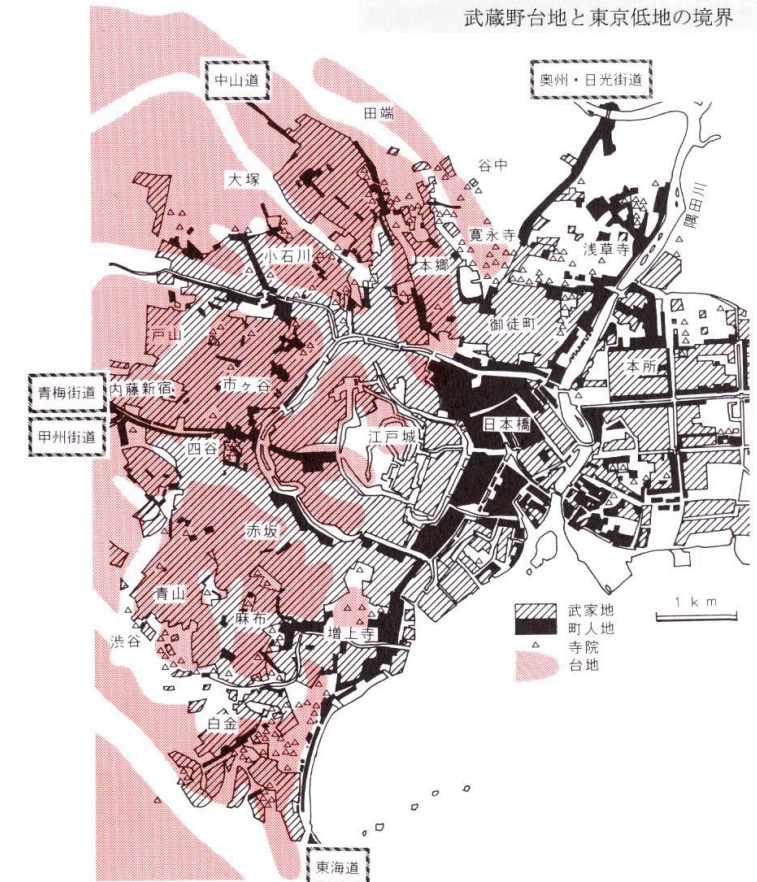 武蔵野台地と東京低地の境界
中山道
奥州・日光街道
田端
谷中
大塚
隅田川
寛永寺
浅草寺
小石川
本郷
御徒町
戸山
本所
青梅街道
内藤新宿
市ヶ谷
日本橋
江戸城
甲州街道
四谷
赤坂
青山
麻布
増上寺
渋谷
白金
東海道
武家地
町人地
寺院
台地
1km